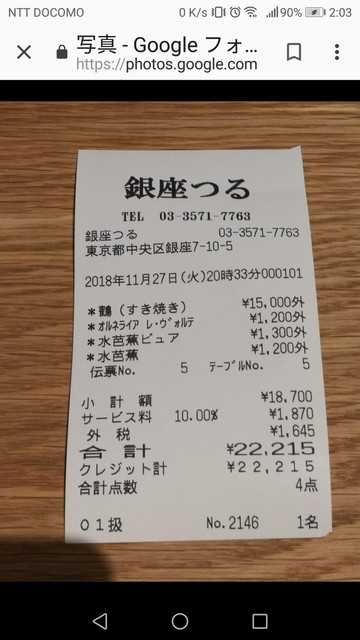 NTT DOCOMO 0 K/s 90% 2:03
写真 - Google フォ...
https://photos.google.com
銀座つる
TEL 03-3571-7763
銀座つる 03-3571-7763
東京都中央区銀座7-10-5
2018年11月27日(火)20時33分000101
*鶴(すき焼き) ¥15,000外
*オルネライア レ・ヴォルテ ¥1,200外
*水芭蕉ピュア ¥1,300外
*水芭蕉 ¥1,200外
伝票No. 5 テーブルNo. 5
小計額 ¥18,700
サービス料 10.00% ¥1,870
外税 ¥1,645
合計 ¥22,215
クレジット計 ¥22,215
合計点数 4点
01扱 No.2146 1名